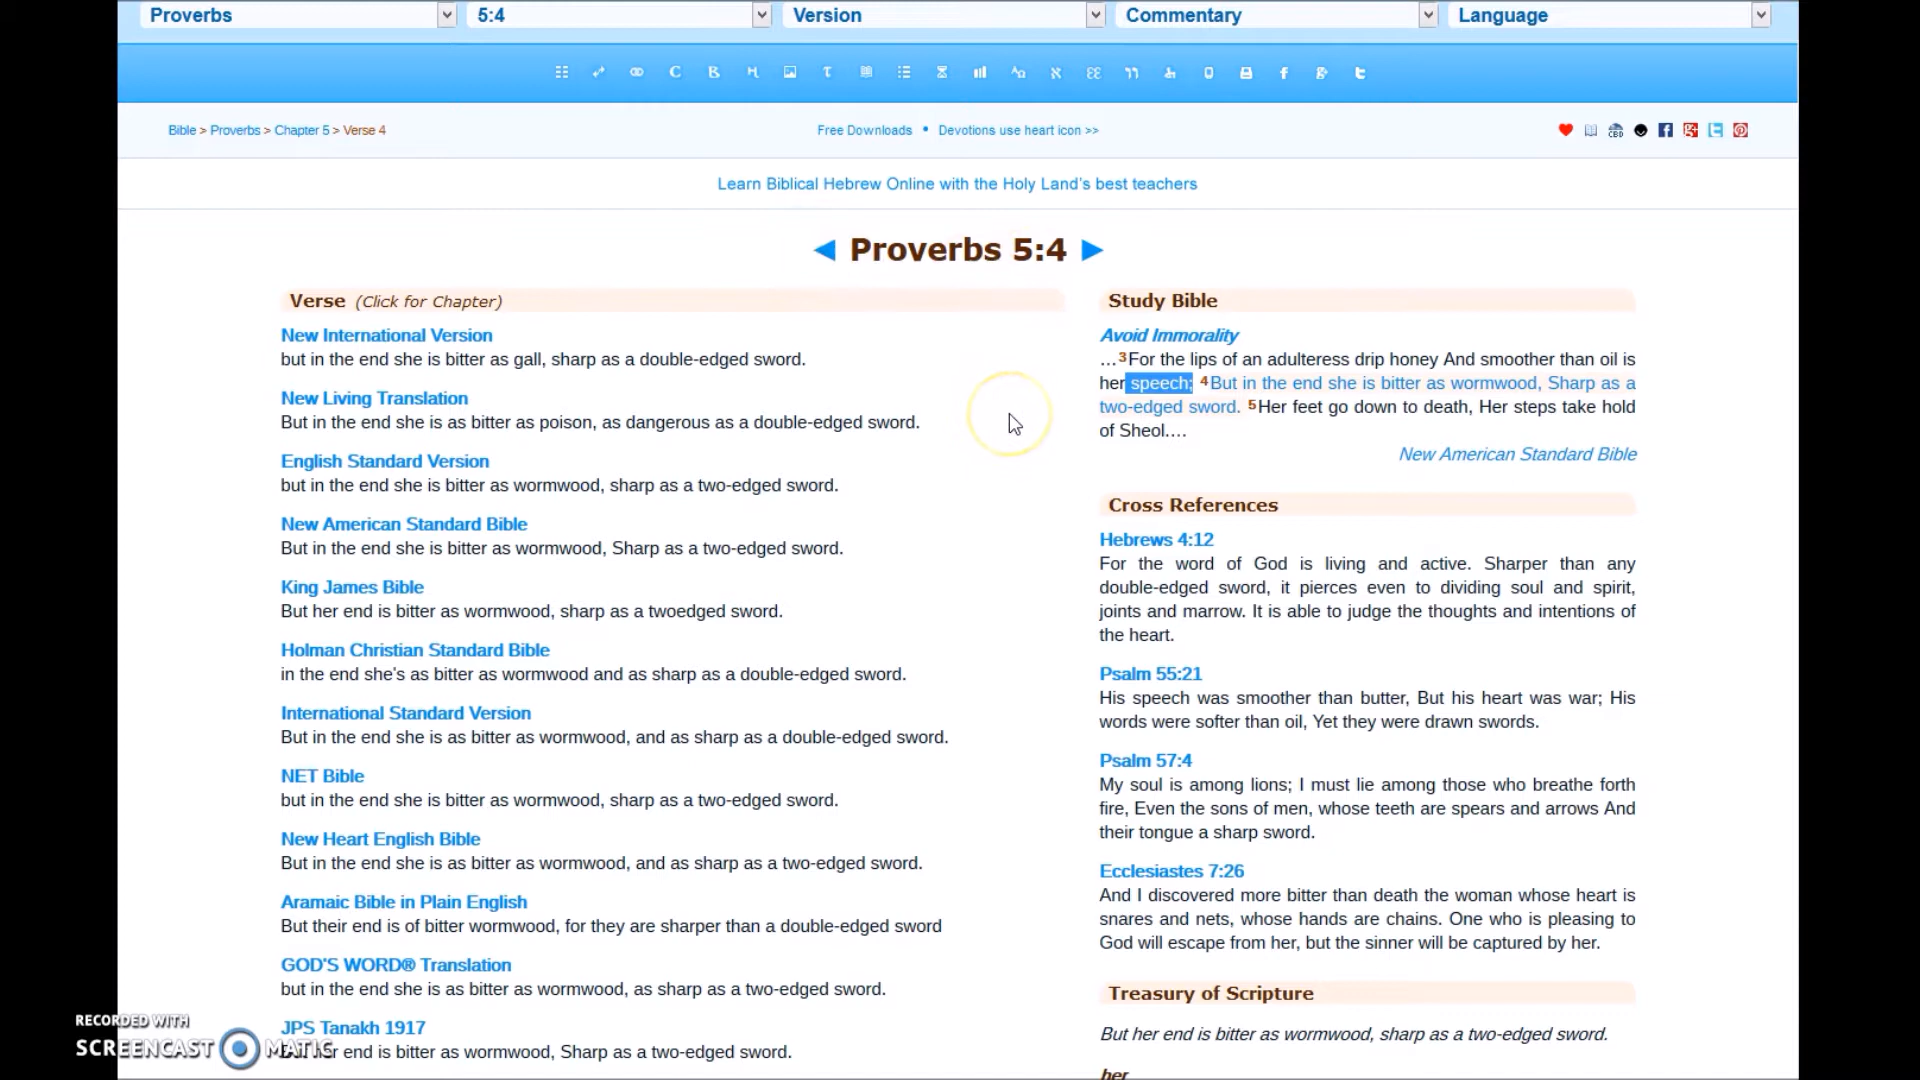 Proverbs 5:4 Version Commentary Language
Bible > Proverbs > Chapter 5 > Verse 4
Free Downloads • Devotions use heart icon >>
Learn Biblical Hebrew Online with the Holy Land's best teachers
◄ Proverbs 5:4 ►
Verse (Click for Chapter)
New International Version
but in the end she is bitter as gall, sharp as a double-edged sword.
New Living Translation
But in the end she is as bitter as poison, as dangerous as a double-edged sword.
English Standard Version
but in the end she is bitter as wormwood, sharp as a two-edged sword.
New American Standard Bible
But in the end she is bitter as wormwood, Sharp as a two-edged sword.
King James Bible
But her end is bitter as wormwood, sharp as a twoedged sword.
Holman Christian Standard Bible
in the end she's as bitter as wormwood and as sharp as a double-edged sword.
International Standard Version
But in the end she is as bitter as wormwood, and as sharp as a double-edged sword.
NET Bible
but in the end she is bitter as wormwood, sharp as a two-edged sword.
New Heart English Bible
But in the end she is as bitter as wormwood, and as sharp as a two-edged sword.
Aramaic Bible in Plain English
But their end is of bitter wormwood, for they are sharper than a double-edged sword
GOD'S WORD® Translation
but in the end she is as bitter as wormwood, as sharp as a two-edged sword.
JPS Tanakh 1917
But her end is bitter as wormwood, Sharp as a two-edged sword.
Study Bible
Avoid Immorality
…3For the lips of an adulteress drip honey And smoother than oil is
her speech; 4But in the end she is bitter as wormwood, Sharp as a
two-edged sword. 5Her feet go down to death, Her steps take hold
of Sheol.…
New American Standard Bible
Cross References
Hebrews 4:12
For the word of God is living and active. Sharper than any
double-edged sword, it pierces even to dividing soul and spirit,
joints and marrow. It is able to judge the thoughts and intentions of
the heart.
Psalm 55:21
His speech was smoother than butter, But his heart was war; His
words were softer than oil, Yet they were drawn swords.
Psalm 57:4
My soul is among lions; I must lie among those who breathe forth
fire, Even the sons of men, whose teeth are spears and arrows And
their tongue a sharp sword.
Ecclesiastes 7:26
And I discovered more bitter than death the woman whose heart is
snares and nets, whose hands are chains. One who is pleasing to
God will escape from her, but the sinner will be captured by her.
Treasury of Scripture
But her end is bitter as wormwood, sharp as a two-edged sword.
her
RECORDED WITH
SCREENCAST MATIC